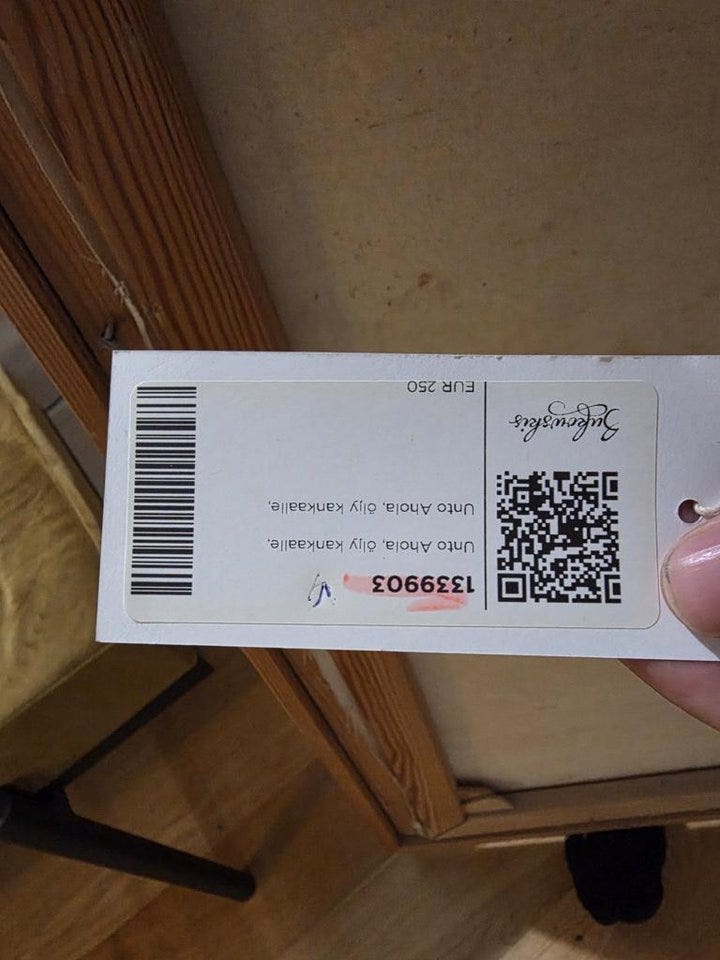 Bukowskis
1339903
Unto Ahola, öljy kankaalle,
Unto Ahola, öljy kankaalle,
EUR 250